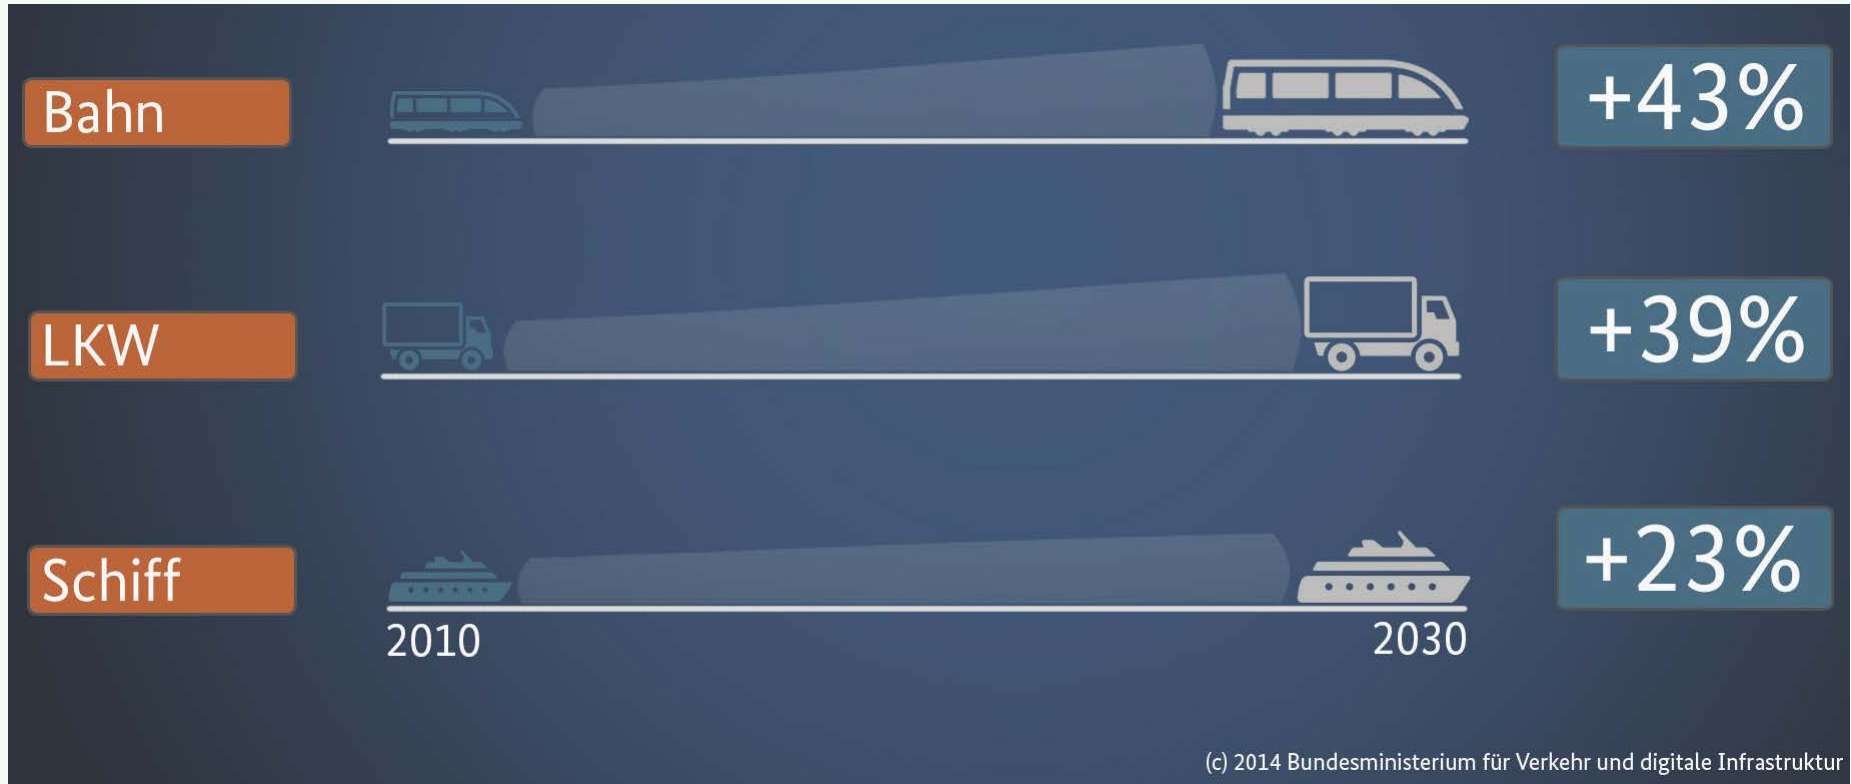 Bahn
+43%
LKW
+39%
Schiff
+23%
2010
2030
(c) 2014 Bundesministerium für Verkehr und digitale Infrastruktur